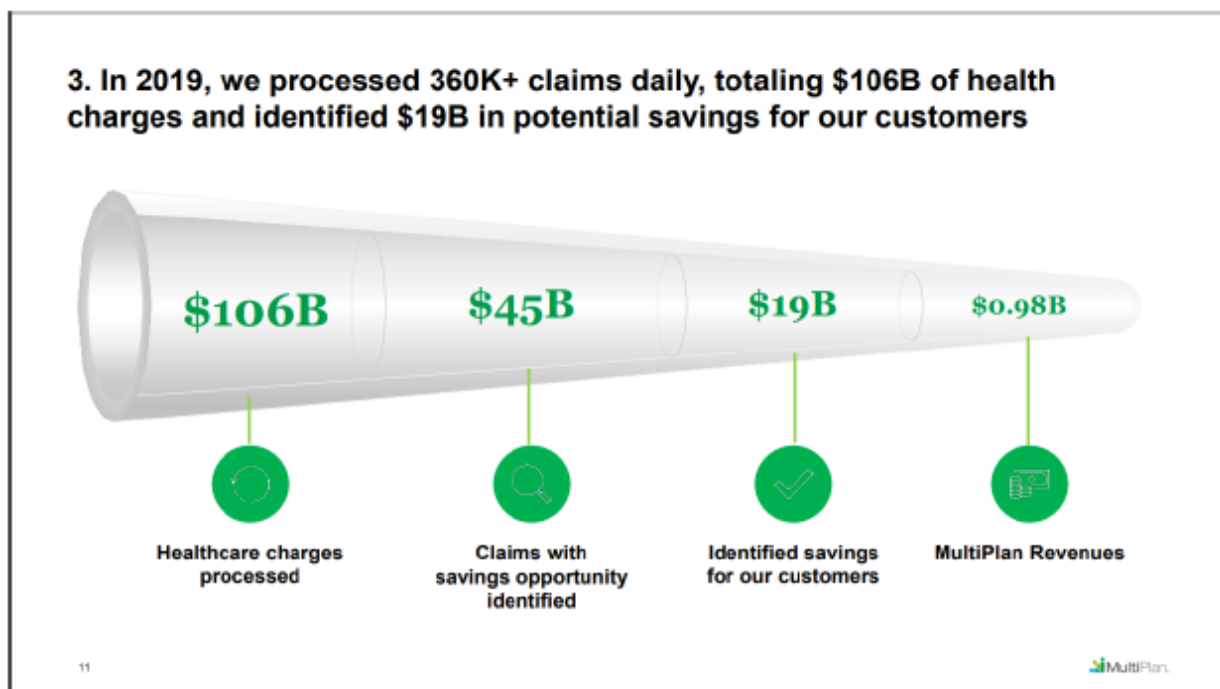 3. In 2019, we processed 360K+ claims daily, totaling $106B of health
charges and identified $19B in potential savings for our customers
$106B
$45B
$19B
$0.98B
Healthcare charges
processed
Claims with
savings opportunity
identified
Identified savings
for our customers
MultiPlan Revenues
11
MultiPlan.